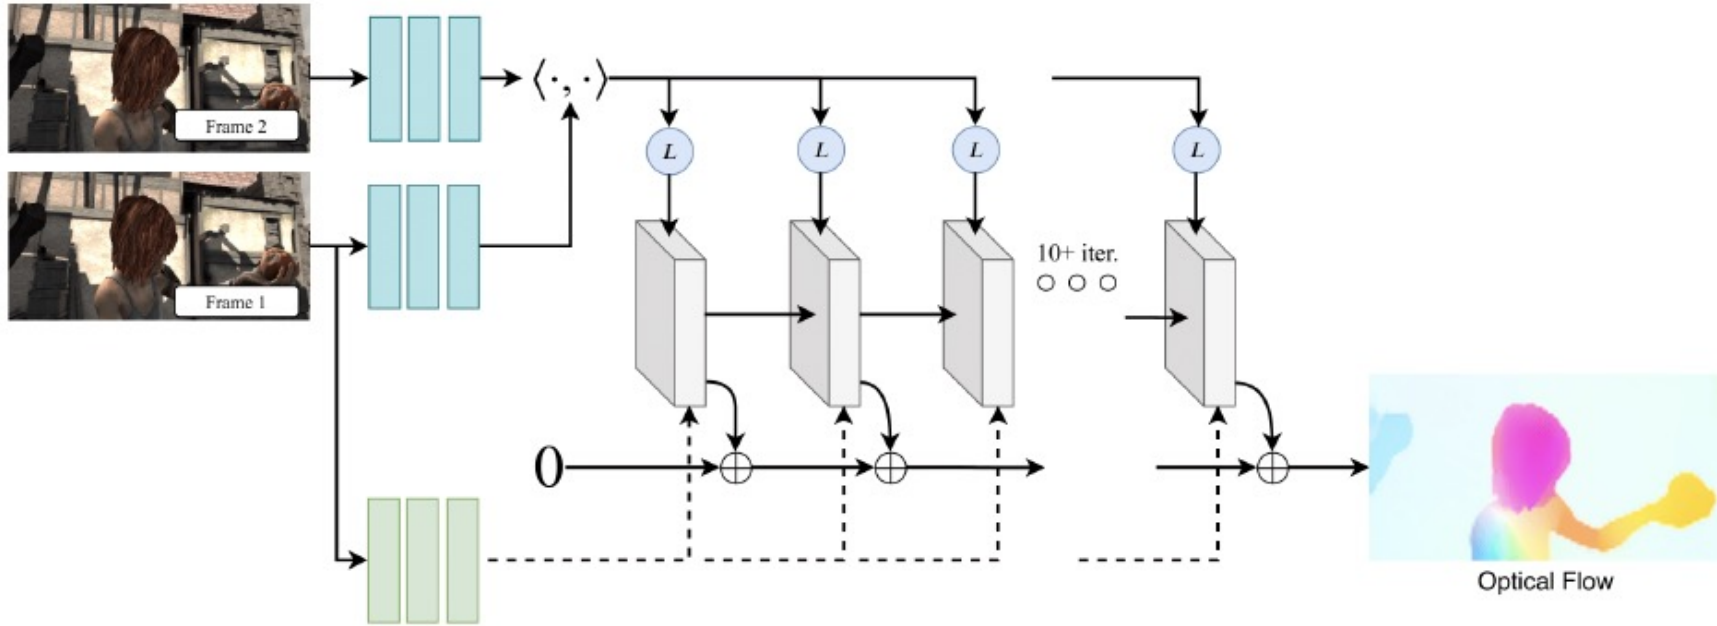 Frame 2
⟨·, ·⟩
L
L
L
L
Frame 1
10+ iter.
0
Optical Flow